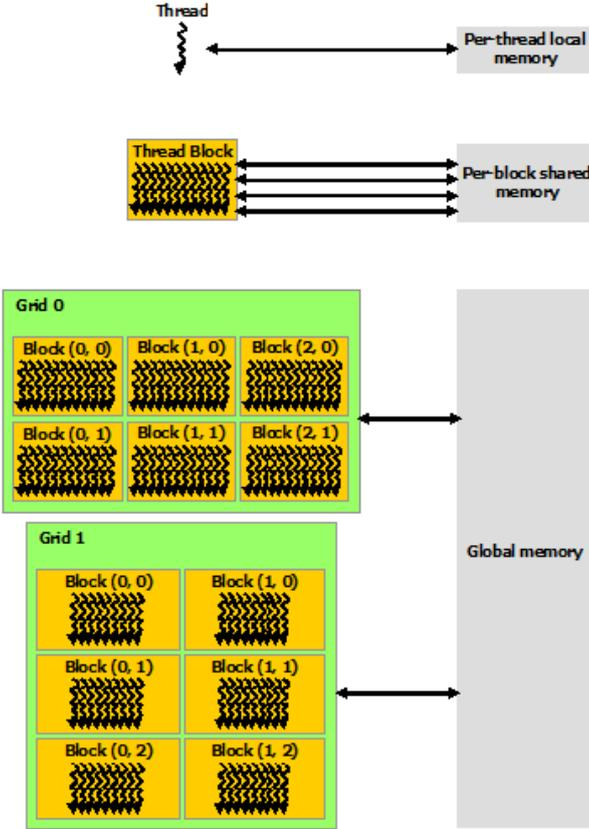 Thread
Per-thread local
memory
Thread Block
Per-block shared
memory
Grid 0
Block (0, 0)
Block (1, 0)
Block (2, 0)
Block (0, 1)
Block (1, 1)
Block (2, 1)
Grid 1
Block (0, 0)
Block (1, 0)
Block (0, 1)
Block (1, 1)
Block (0, 2)
Block (1, 2)
Global memory